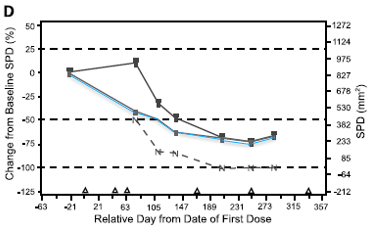 D
Change from Baseline SPD (%)
50
25
0
-25
-50
-75
-100
-125
1272
1124
975
827
678
530
382
233
85
-64
-212
SPD (mm²)
N
N
N
N
N
N
-63 -21 21 63 105 147 189 231 273 315 357
Relative Day from Date of First Dose